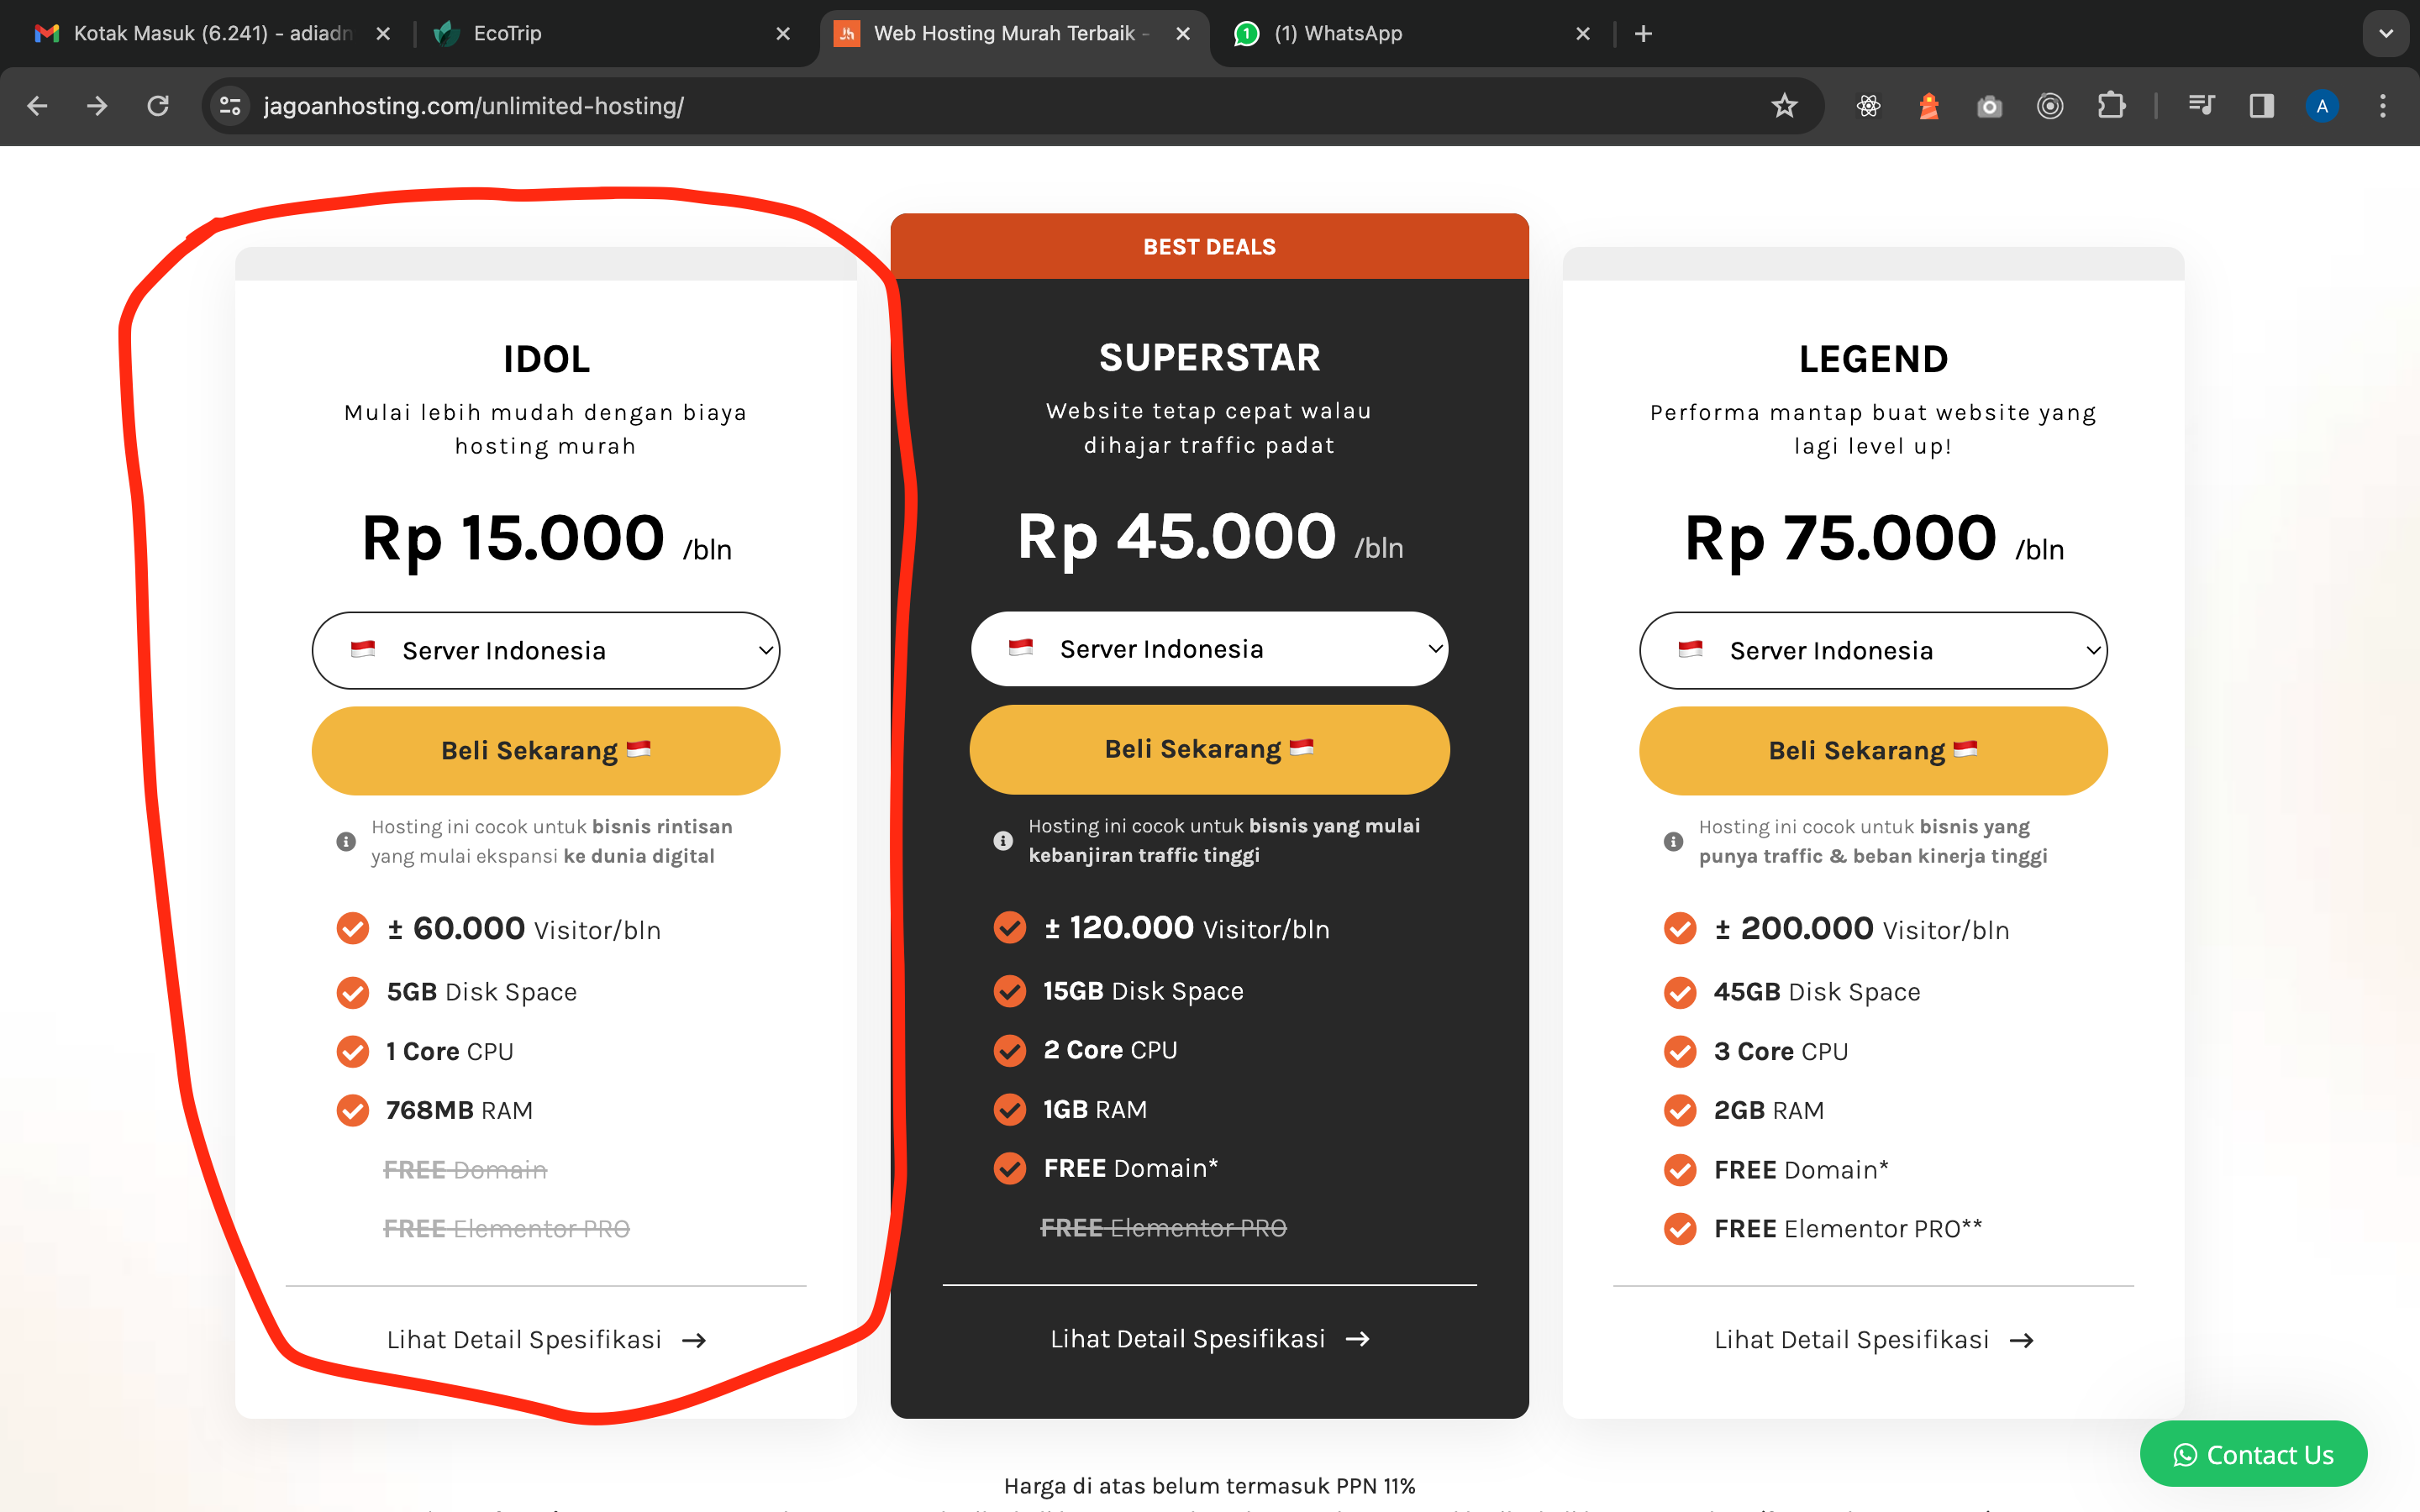 Kotak Masuk (6.241) - adiadn
EcoTrip
Web Hosting Murah Terbaik -
(1) WhatsApp
jagoanhosting.com/unlimited-hosting/
A
IDOL
Mulai lebih mudah dengan biaya
hosting murah
Rp 15.000 /bln
Server Indonesia
Beli Sekarang
Hosting ini cocok untuk bisnis rintisan
yang mulai ekspansi ke dunia digital
± 60.000 Visitor/bln
5GB Disk Space
1 Core CPU
768MB RAM
FREE Domain
FREE Elementor PRO
Lihat Detail Spesifikasi →
BEST DEALS
SUPERSTAR
Website tetap cepat walau
dihajar traffic padat
Rp 45.000 /bln
Server Indonesia
Beli Sekarang
Hosting ini cocok untuk bisnis yang mulai
kebanjiran traffic tinggi
± 120.000 Visitor/bln
15GB Disk Space
2 Core CPU
1GB RAM
FREE Domain*
FREE Elementor PRO
Lihat Detail Spesifikasi →
LEGEND
Performa mantap buat website yang
lagi level up!
Rp 75.000 /bln
Server Indonesia
Beli Sekarang
Hosting ini cocok untuk bisnis yang
punya traffic & beban kinerja tinggi
± 200.000 Visitor/bln
45GB Disk Space
3 Core CPU
2GB RAM
FREE Domain*
FREE Elementor PRO**
Lihat Detail Spesifikasi →
Contact Us
Harga di atas belum termasuk PPN 11%